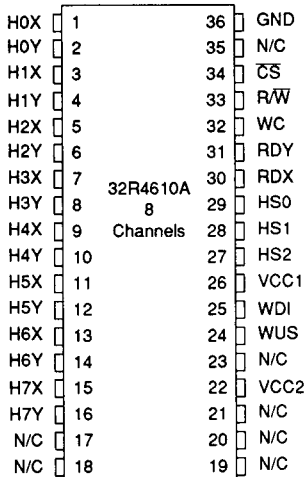 H0X 1 36 GND
H0Y 2 35 N/C
H1X 3 34 C̅S̅
H1Y 4 33 R/W̅
H2X 5 32 WC
H2Y 6 31 RDY
H3X 7 30 RDX
32R4610A
H3Y 8 29 HS0
8
H4X 9 28 HS1
Channels
H4Y 10 27 HS2
H5X 11 26 VCC1
H5Y 12 25 WDI
H6X 13 24 WUS
H6Y 14 23 N/C
H7X 15 22 VCC2
H7Y 16 21 N/C
N/C 17 20 N/C
N/C 18 19 N/C